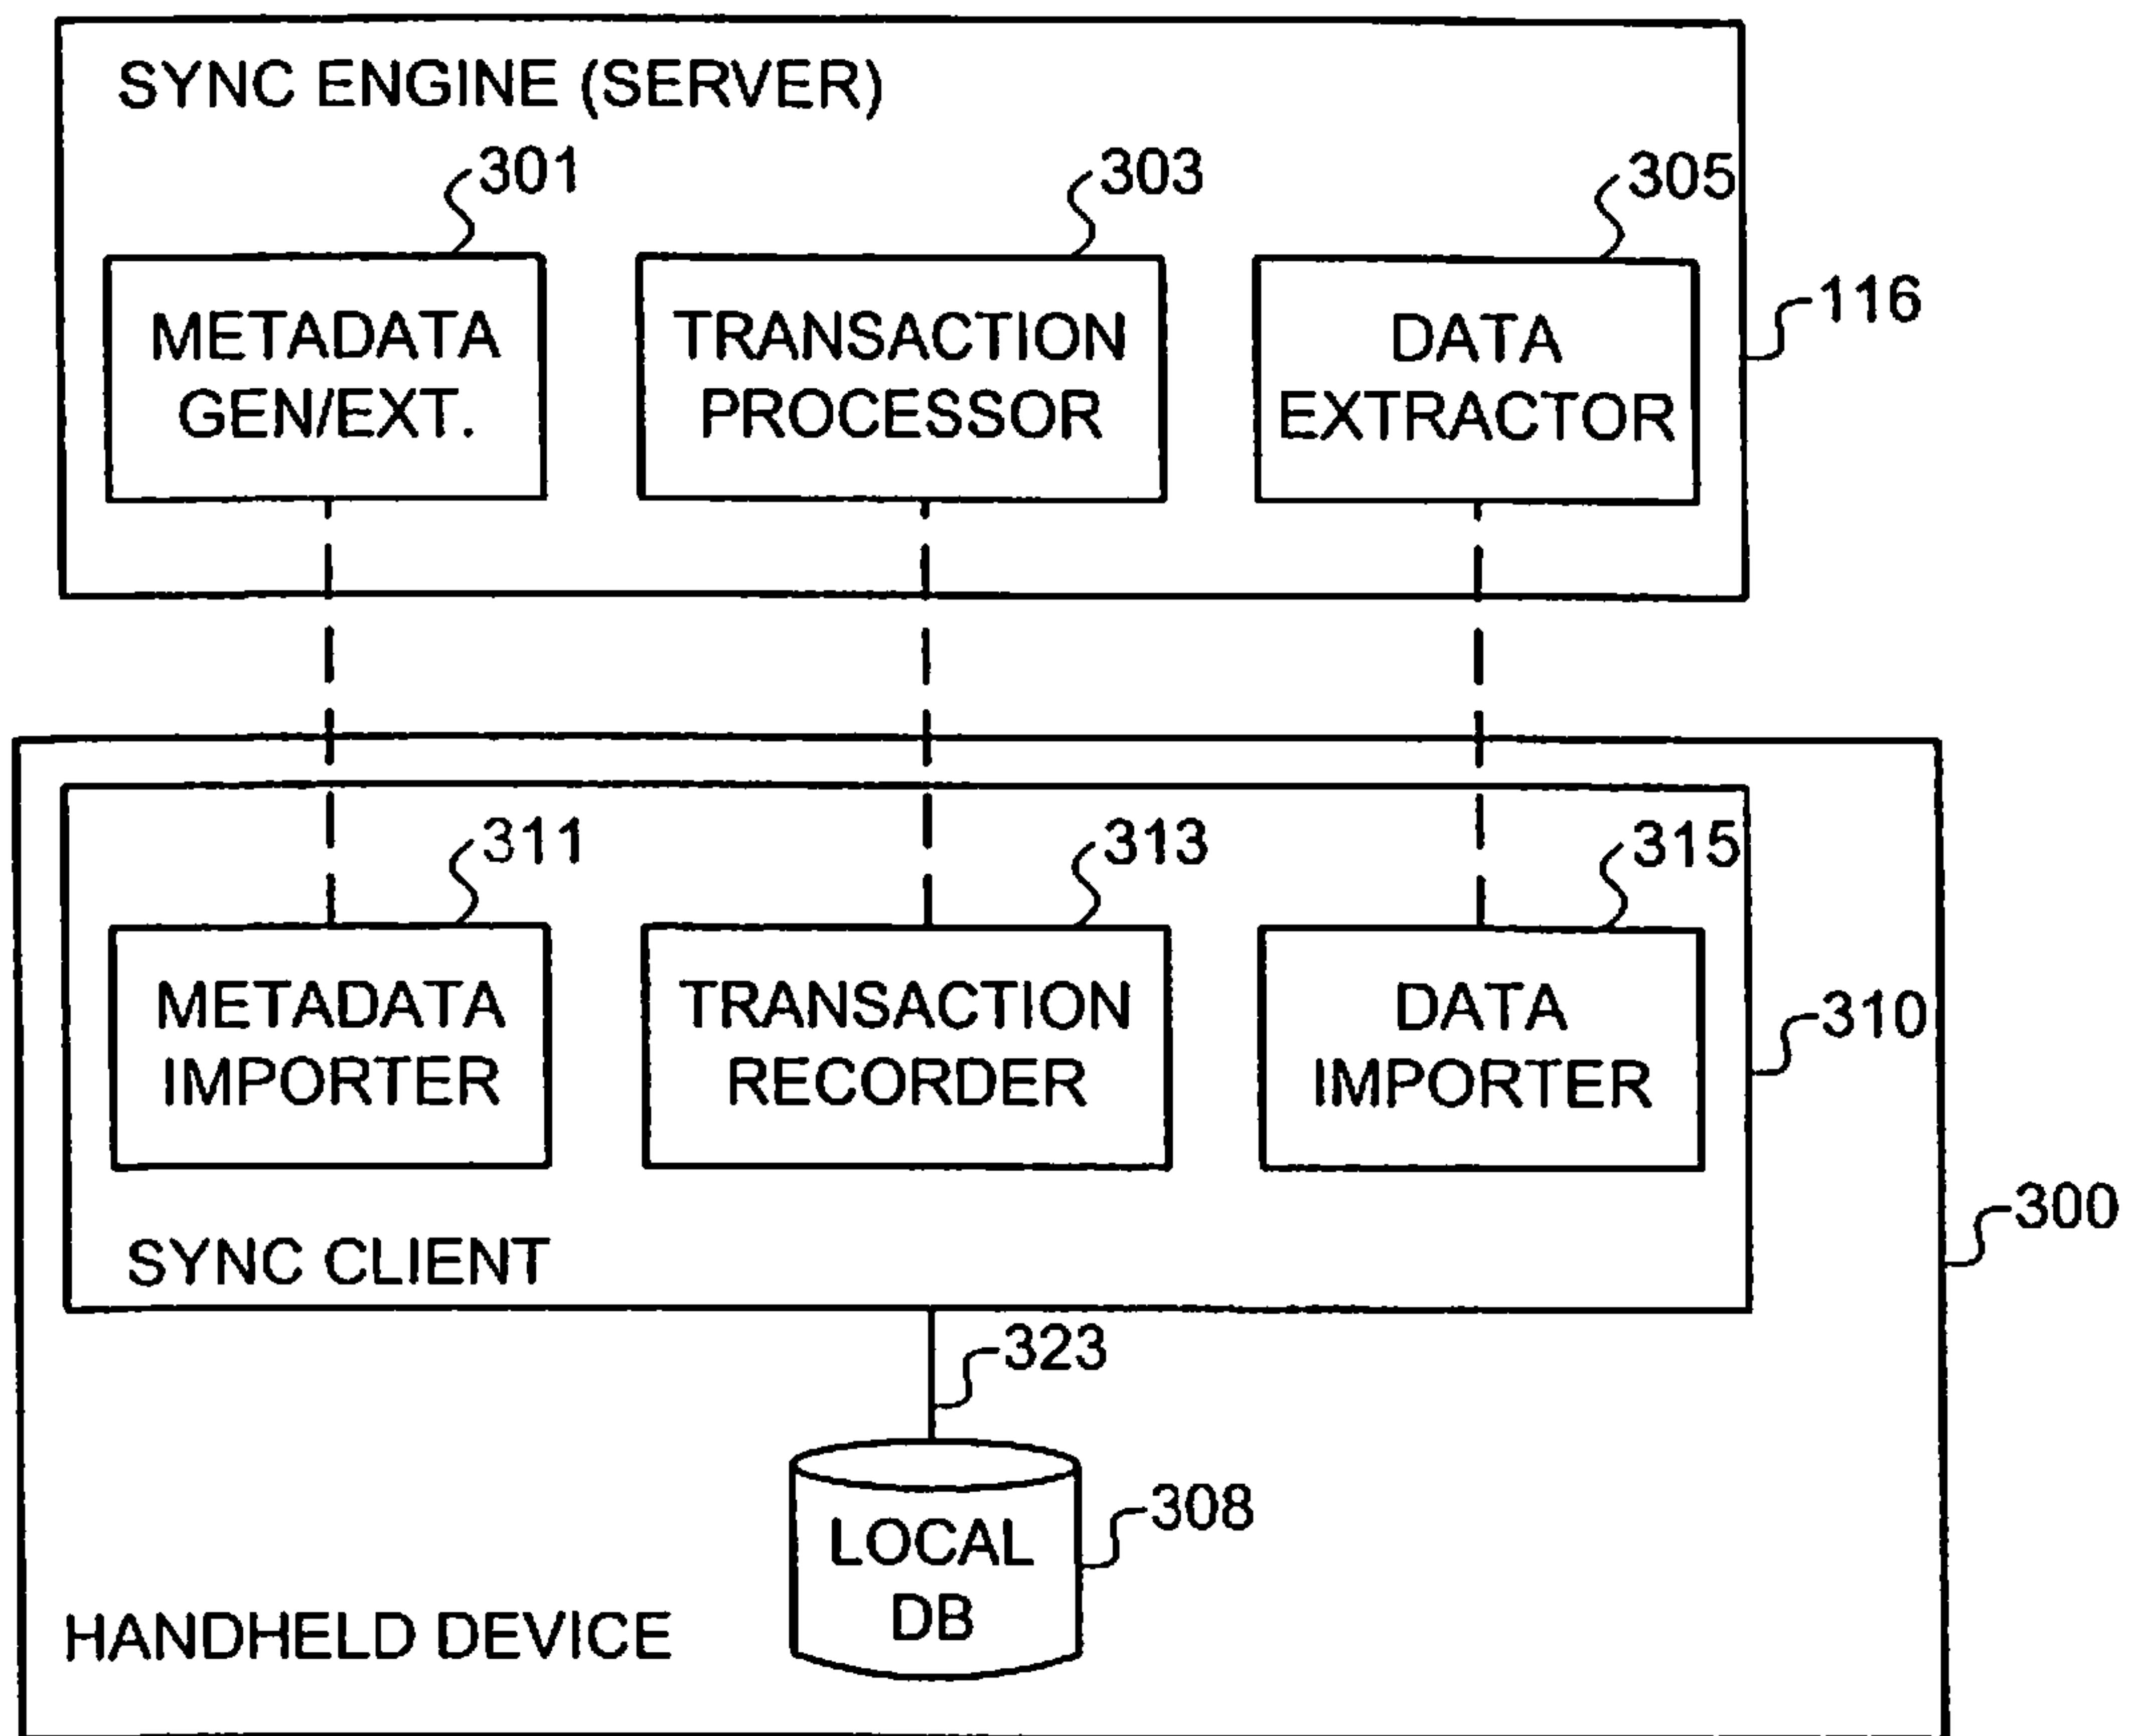 SYNC ENGINE (SERVER)
301
303
305
METADATA
GEN/EXT.
TRANSACTION
PROCESSOR
DATA
EXTRACTOR
116
311
313
315
METADATA
IMPORTER
TRANSACTION
RECORDER
DATA
IMPORTER
310
SYNC CLIENT
300
323
LOCAL
DB
308
HANDHELD DEVICE